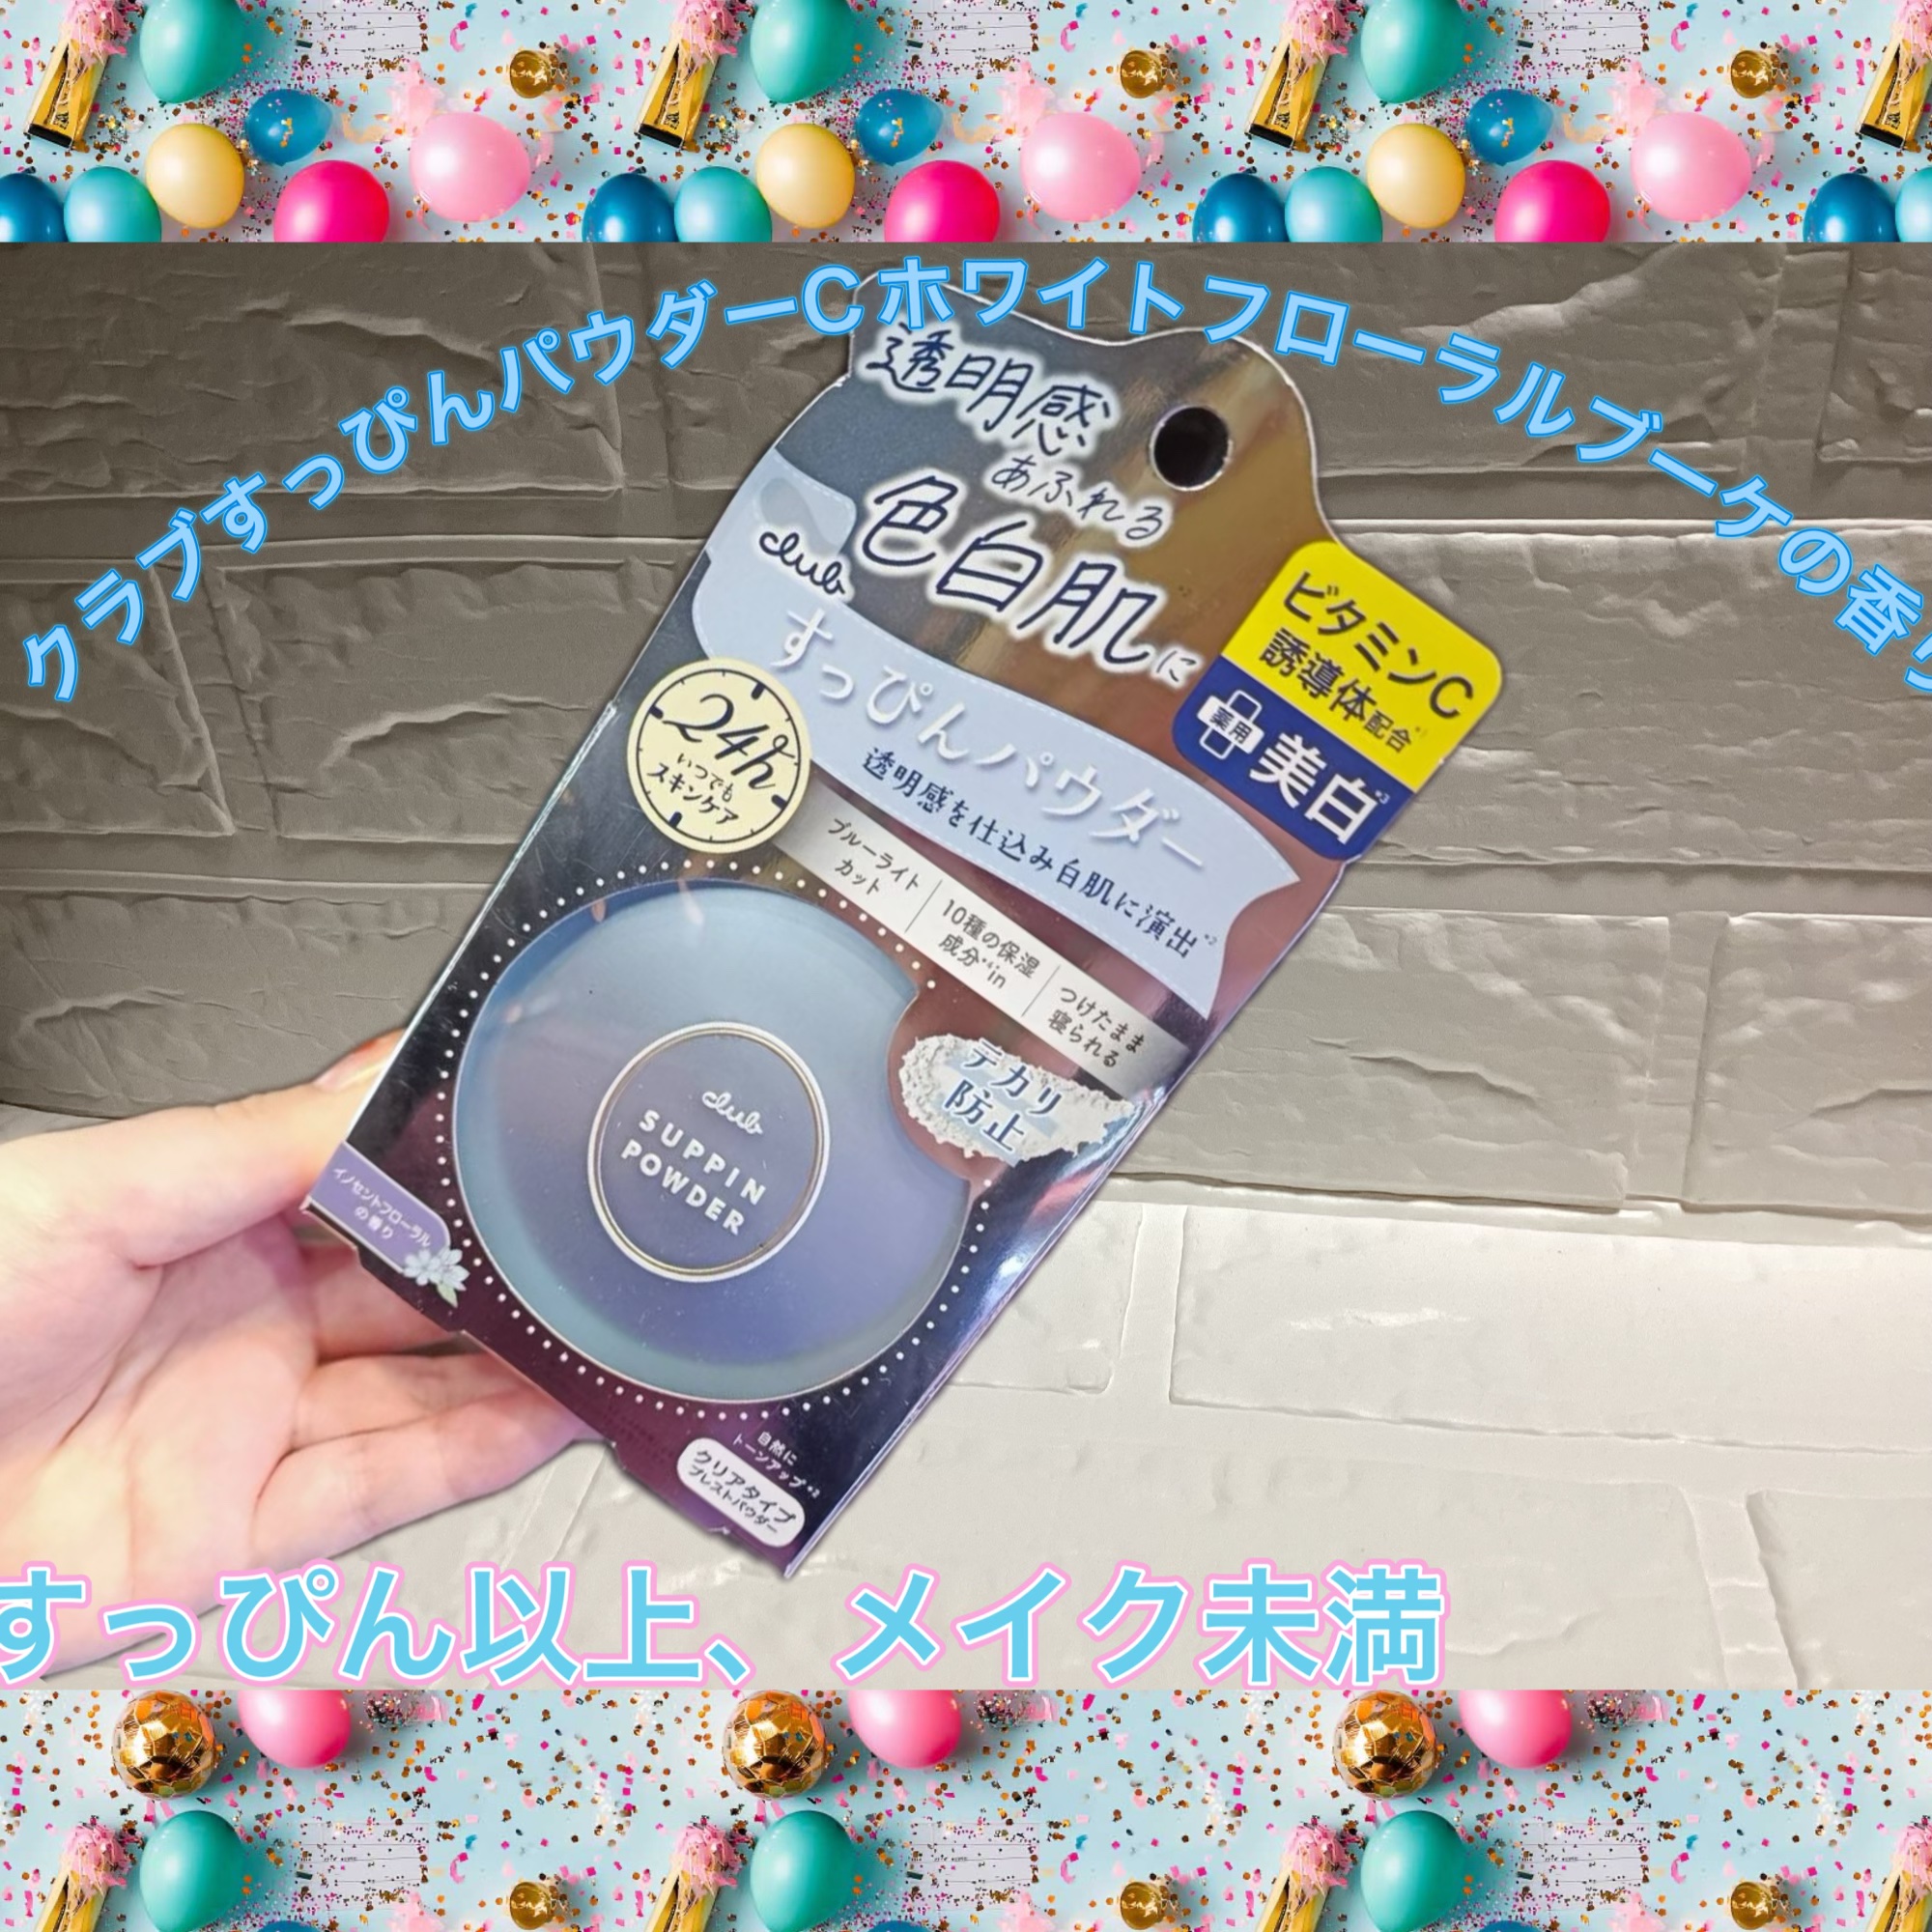 クラブすっぴんパウダーC ホワイトフローラルブーケの香り
透明感
あふれる
色白肌に
club
すっぴんパウダー
透明感を仕込み白肌に演出*2
ビタミンC
誘導体配合*1
薬用
美白*3
24h
いつでも
スキンケア
ブルーライト
カット
10種の保湿
成分*4in
つけたまま
寝られる
テカリ
防止
club
SUPPIN
POWDER
イノセントフローラル
の香り
自然に
トーンアップ*2
クリアタイプ
プレストパウダー
すっぴん以上、メイク未満